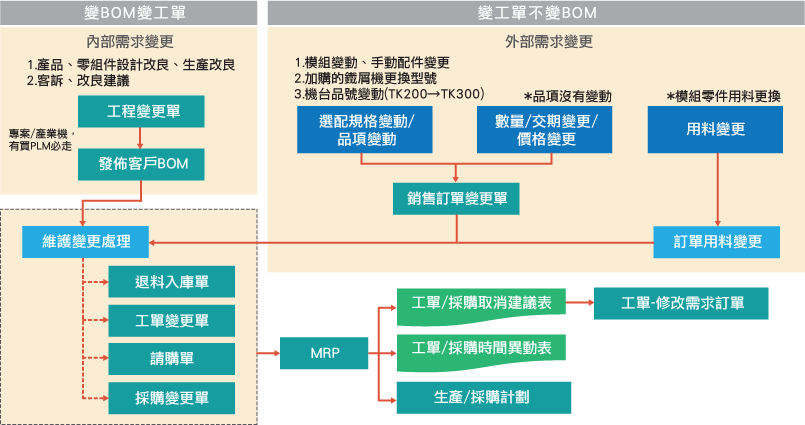 變BOM變工單
變工單不變BOM
內部需求變更
1.產品、零組件設計改良、生產改良
2.客訴、改良建議
工程變更單
專案/產業機，
有買PLM必走
發佈客戶BOM
外部需求變更
1.模組變動、手動配件變更
2.加購的鐵屑機更換型號
3.機台品號變動(TK200→TK300)
*品項沒有變動
*模組零件用料更換
選配規格變動/
品項變動
數量/交期變更/
價格變更
用料變更
銷售訂單變更單
維護變更處理
訂單用料變更
退料入庫單
工單變更單
請購單
採購變更單
MRP
工單/採購取消建議表
工單-修改需求訂單
工單/採購時間異動表
生產/採購計劃